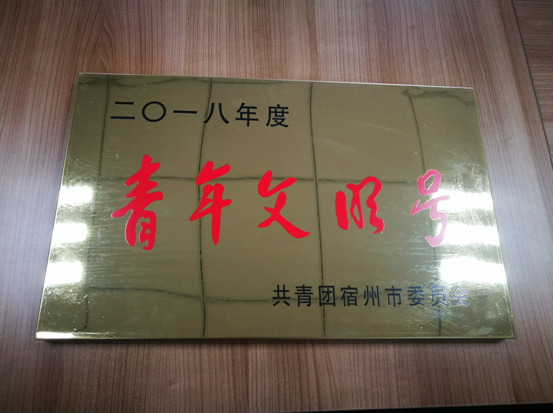 二〇一八年度
青年文明号
共青团宿州市委员会